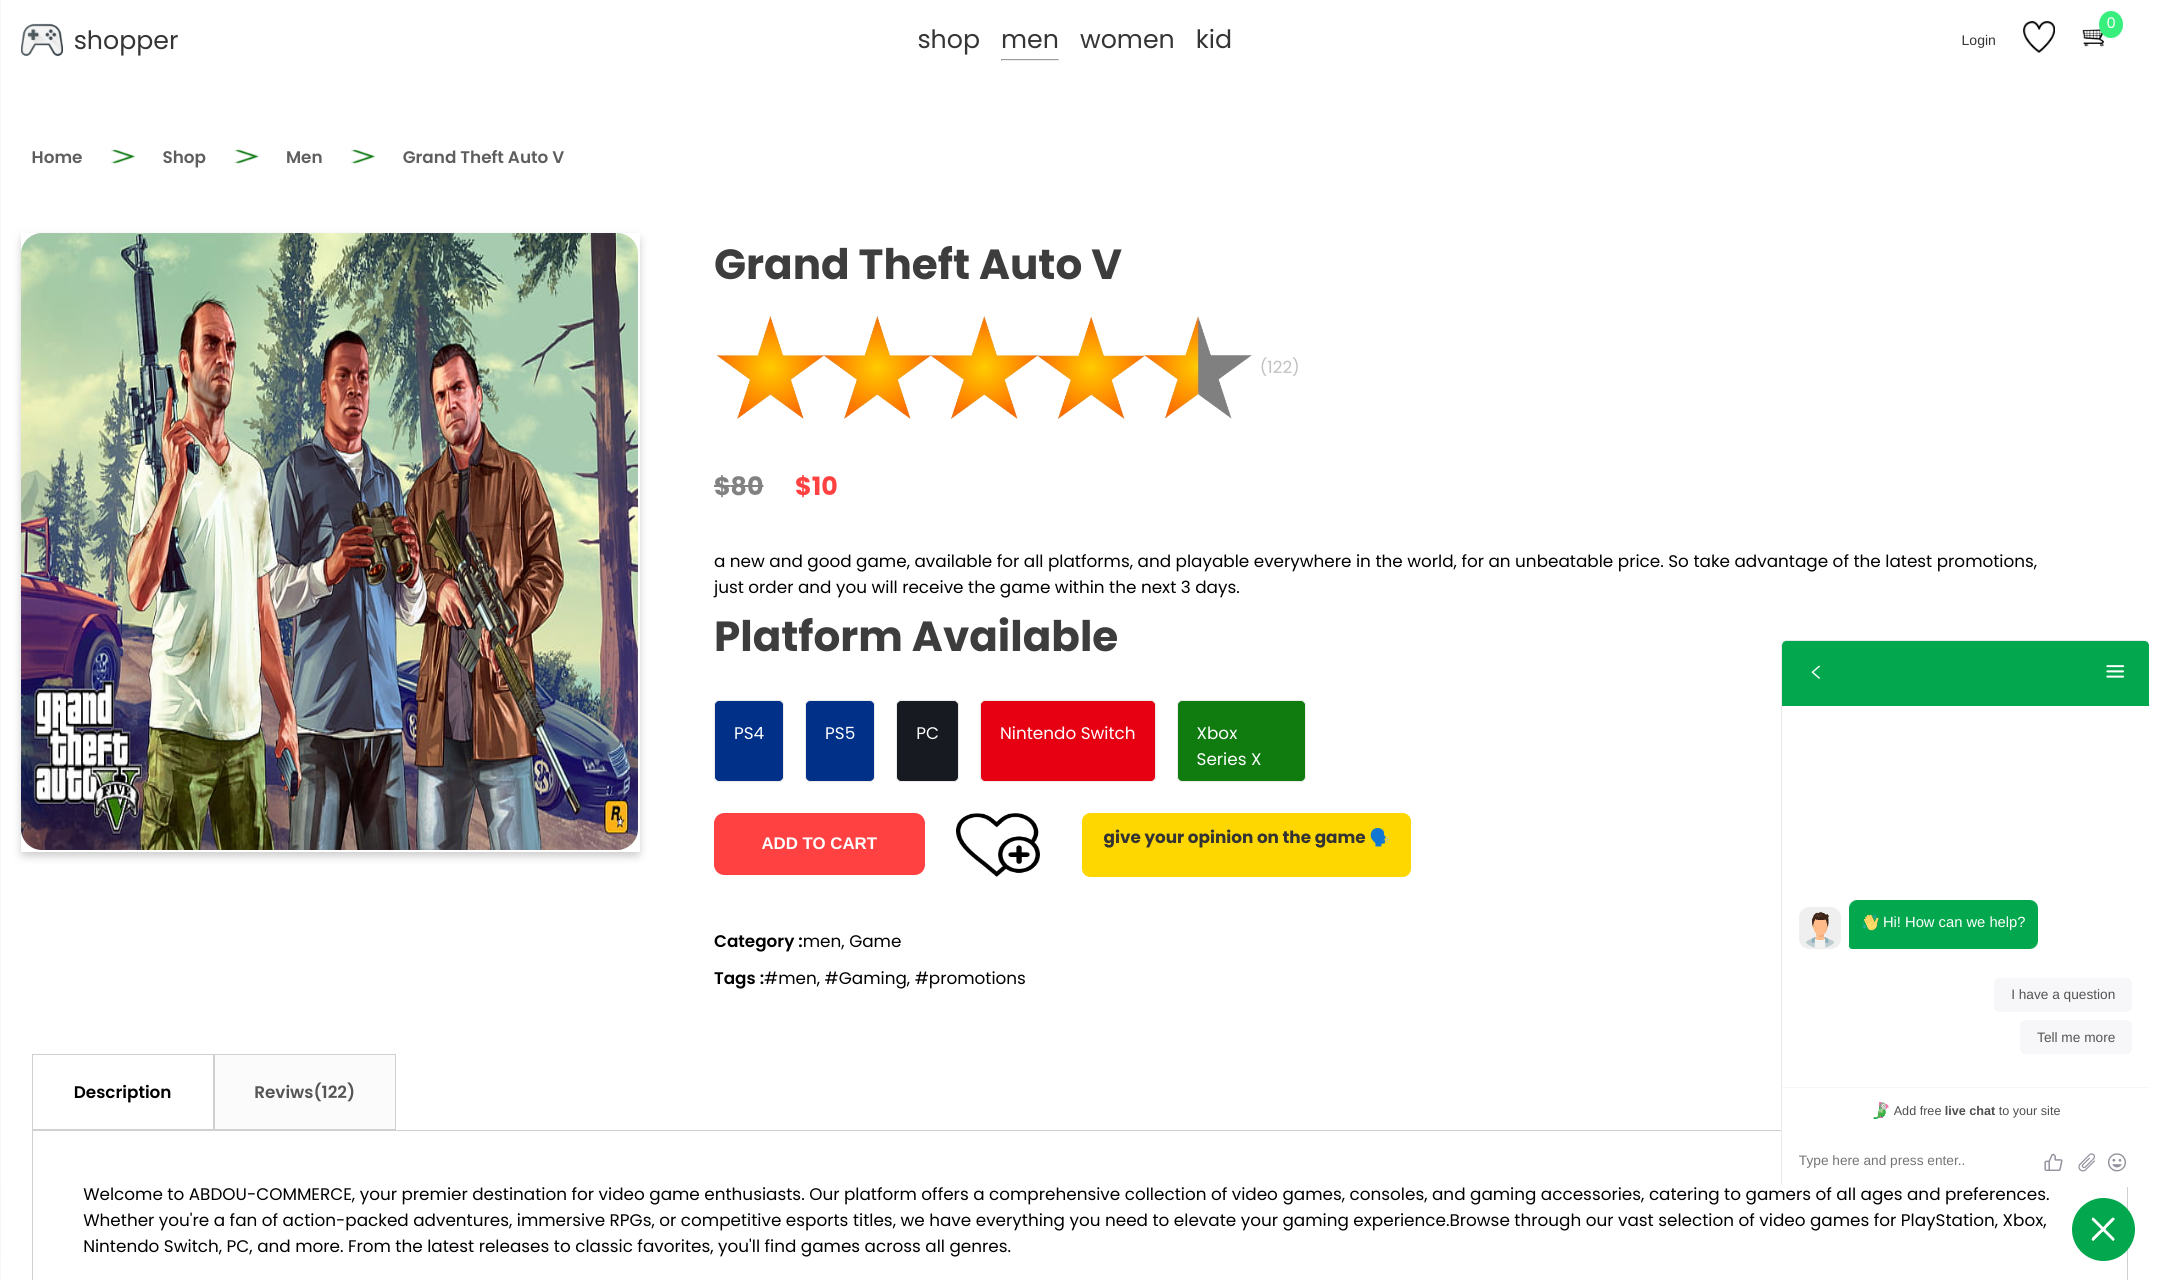 shopper
shop men women kid
Login
0
Home > Shop > Men > Grand Theft Auto V
grand
theft
auto
FIVE
R
Grand Theft Auto V
(122)
$80 $10
a new and good game, available for all platforms, and playable everywhere in the world, for an unbeatable price. So take advantage of the latest promotions,
just order and you will receive the game within the next 3 days.
Platform Available
PS4
PS5
PC
Nintendo Switch
Xbox
Series X
ADD TO CART
give your opinion on the game 🗣️
Category :men, Game
Tags :#men, #Gaming, #promotions
👋 Hi! How can we help?
I have a question
Tell me more
Add free live chat to your site
Type here and press enter..
Description
Reviws(122)
Welcome to ABDOU-COMMERCE, your premier destination for video game enthusiasts. Our platform offers a comprehensive collection of video games, consoles, and gaming accessories, catering to gamers of all ages and preferences.
Whether you're a fan of action-packed adventures, immersive RPGs, or competitive esports titles, we have everything you need to elevate your gaming experience.Browse through our vast selection of video games for PlayStation, Xbox,
Nintendo Switch, PC, and more. From the latest releases to classic favorites, you'll find games across all genres.